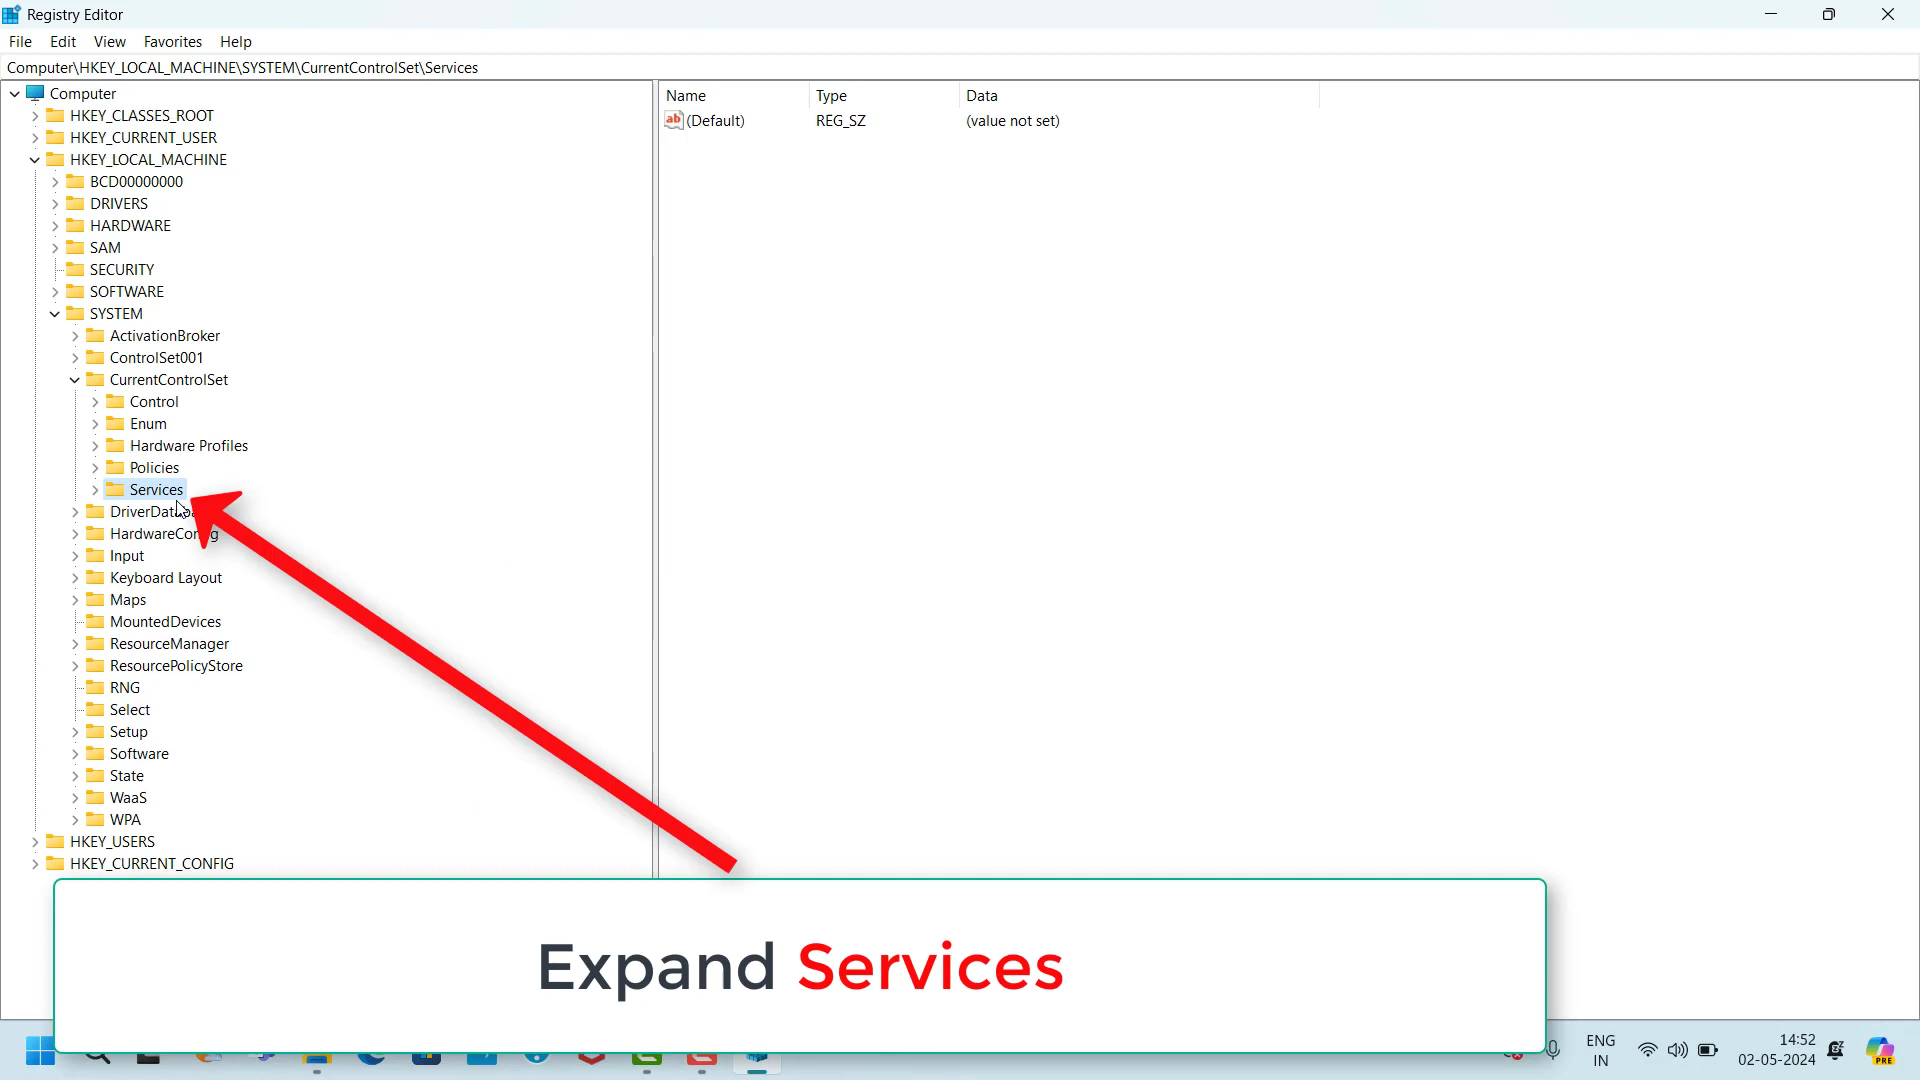 Registry Editor
File Edit View Favorites Help
Computer\HKEY_LOCAL_MACHINE\SYSTEM\CurrentControlSet\Services
Computer
HKEY_CLASSES_ROOT
HKEY_CURRENT_USER
HKEY_LOCAL_MACHINE
BCD00000000
DRIVERS
HARDWARE
SAM
SECURITY
SOFTWARE
SYSTEM
ActivationBroker
ControlSet001
CurrentControlSet
Control
Enum
Hardware Profiles
Policies
Services
Input
Keyboard Layout
Maps
MountedDevices
ResourceManager
ResourcePolicyStore
RNG
Select
Setup
Software
State
WaaS
WPA
HKEY_USERS
HKEY_CURRENT_CONFIG
Name Type Data
ab (Default) REG_SZ (value not set)
Expand Services
ENG
IN
14:52
02-05-2024
PRE